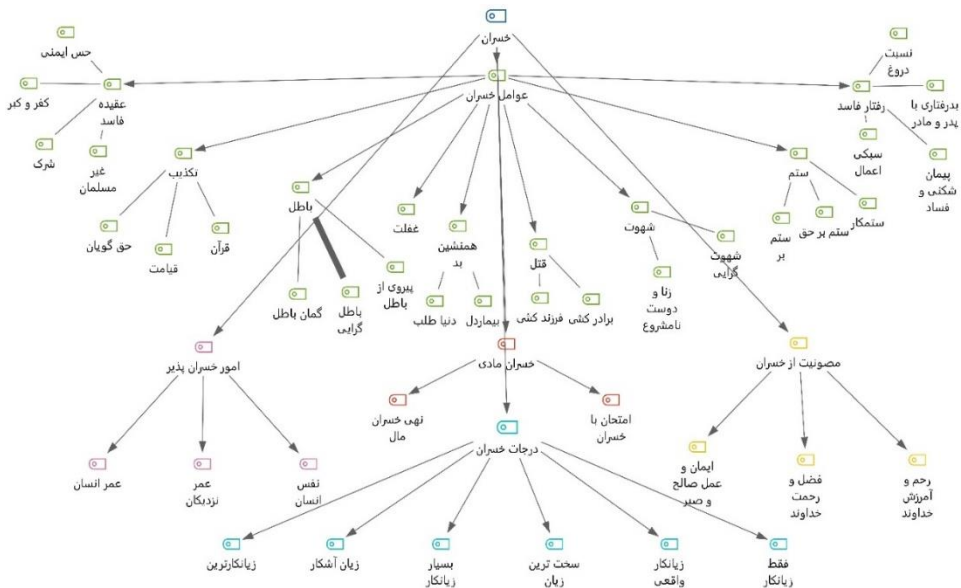 خسران
عوامل خسران
نسبت
دروغ
رفتار فاسد
بدرفتاری با
پدر و مادر
سبکی
اعمال
پیمان
شکنی و
فساد
حس ایمنی
عقیده
فاسد
کفر و کبر
شرک
غیر
مسلمان
ستم
ستمکار
ستم بر حق
ستم
بر
شهوت
شهوت
گرایی
زنا و
دوست
نامشروع
قتل
برادر کشی
فرزند کشی
همنشین
بد
بیماردل
دنیا طلب
غفلت
باطل
پیروی از
باطل
باطل
گرایی
گمان باطل
تکذیب
قرآن
قیامت
حق گویان
مصونیت از خسران
رحم و
آمرزش
خداوند
فضل و
رحمت
خداوند
ایمان و
عمل صالح
و صبر
خسران مادی
امتحان با
خسران
نهی خسران
مال
امور خسران پذیر
نفس
انسان
عمر
نزدیکان
عمر انسان
درجات خسران
فقط
زیانکار
زیانکار
واقعی
سخت ترین
زیان
بسیار
زیانکار
زیان آشکار
زیانکارترین